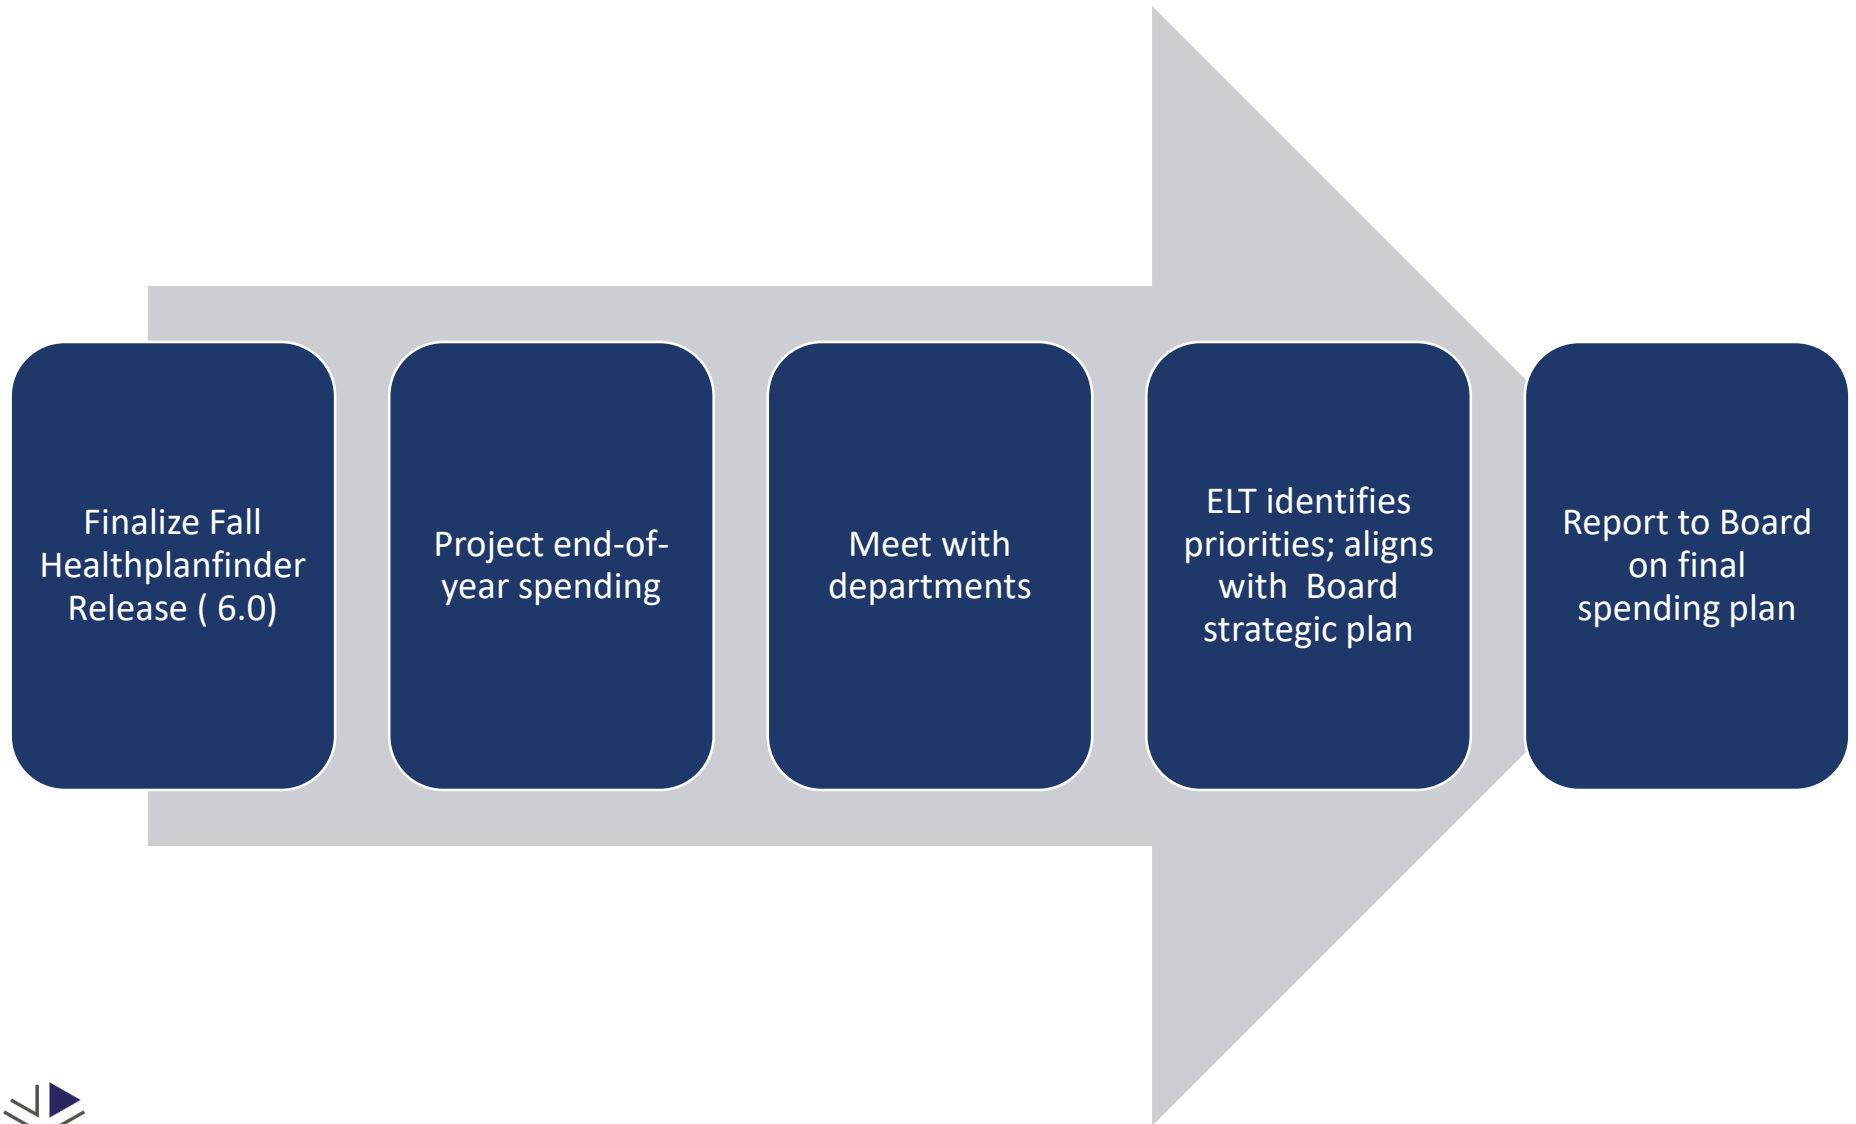 Finalize Fall
Healthplanfinder
Release ( 6.0)
Project end-of-
year spending
Meet with
departments
ELT identifies
priorities; aligns
with  Board
strategic plan
Report to Board
on final
spending plan